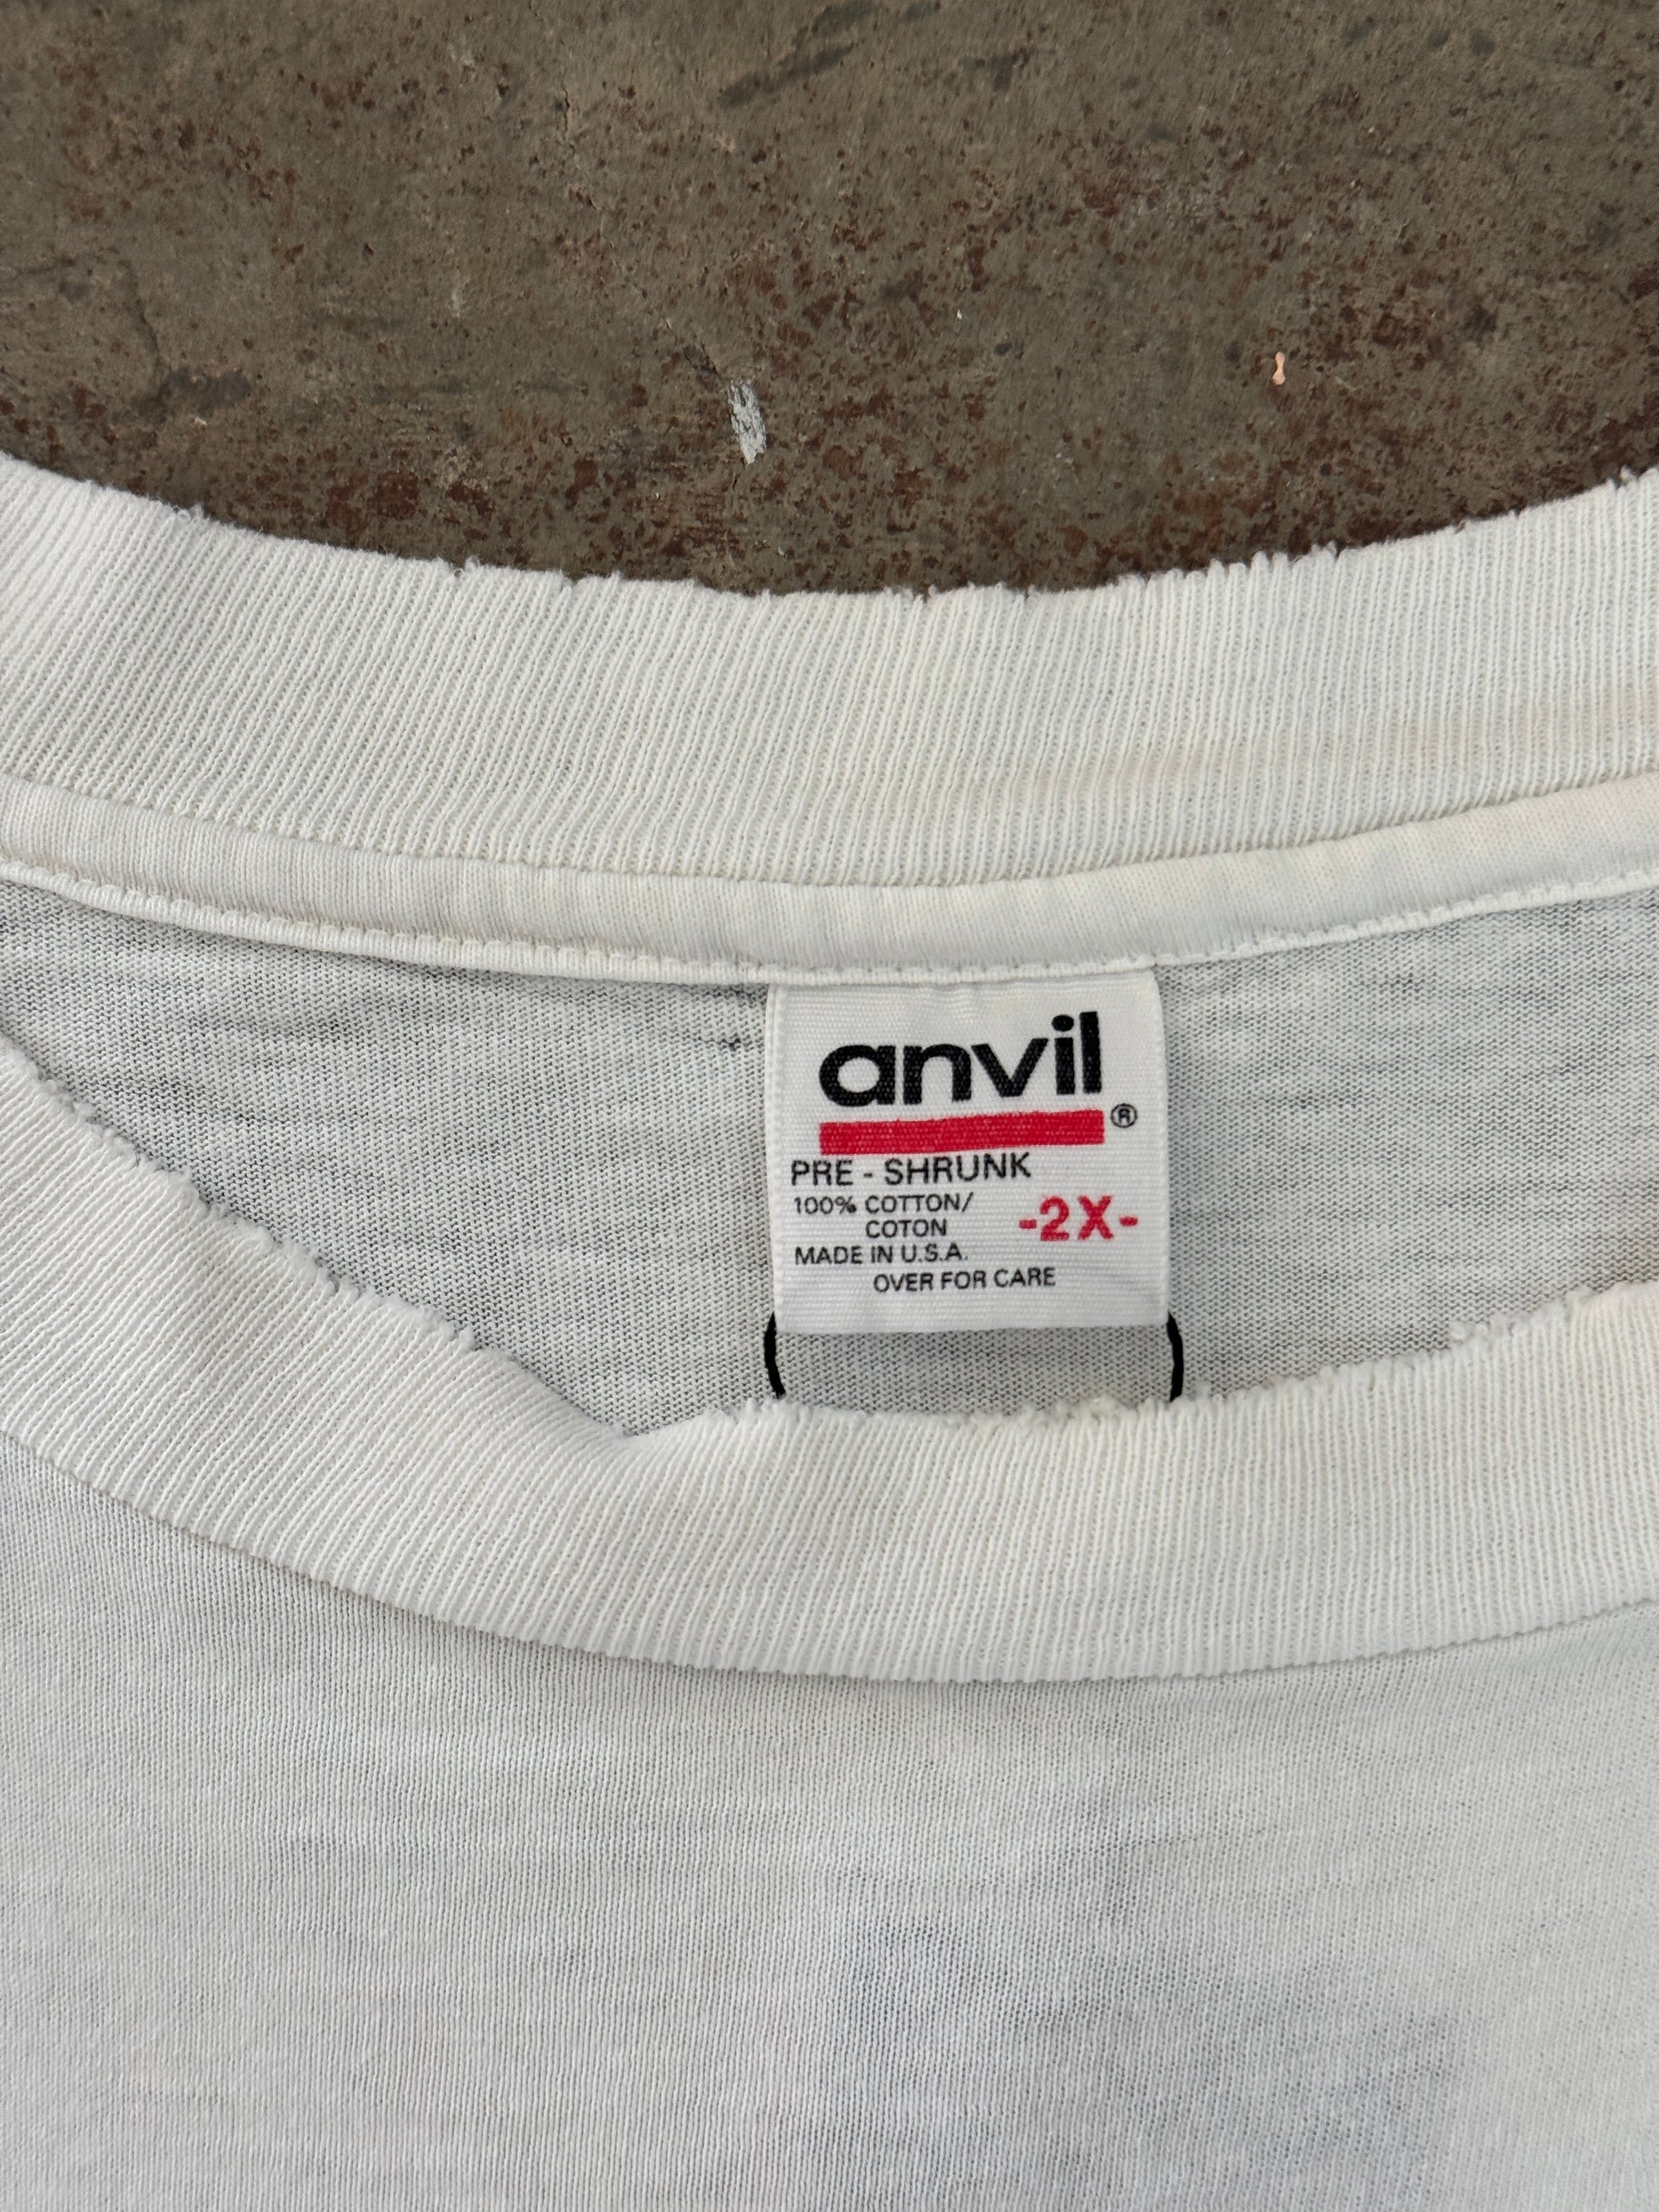 anvil®
PRE - SHRUNK
100% COTTON/
COTON
-2X-
MADE IN U.S.A.
OVER FOR CARE